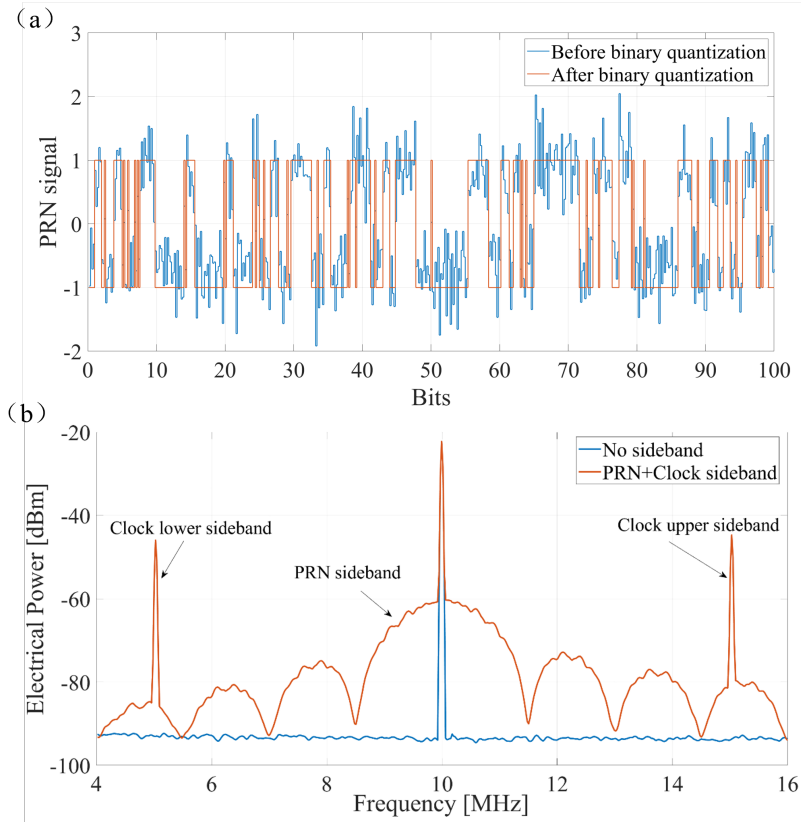 (a)
3
2
1
0
-1
-2
PRN signal
Before binary quantization
After binary quantization
0 10 20 30 40 50 60 70 80 90 100
Bits
(b)
-20
-40
-60
-80
-100
Electrical Power [dBm]
No sideband
PRN+Clock sideband
Clock lower sideband
PRN sideband
Clock upper sideband
4 6 8 10 12 14 16
Frequency [MHz]